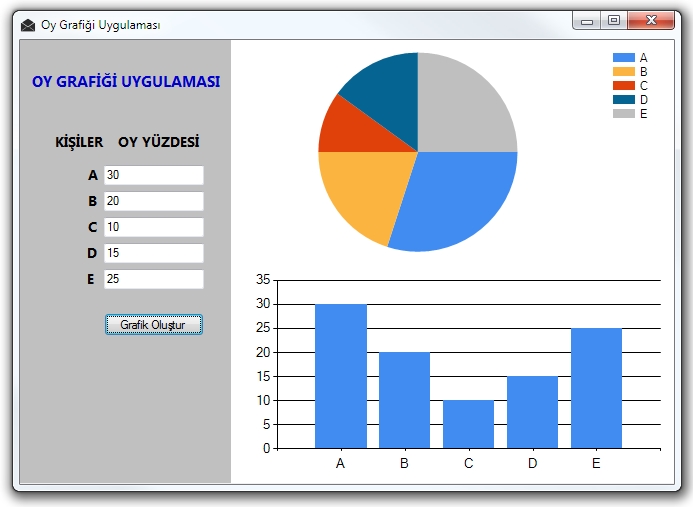 Oy Grafiği Uygulaması
OY GRAFİĞİ UYGULAMASI
KİŞİLER OY YÜZDESİ
A 30
B 20
C 10
D 15
E 25
Grafik Oluştur
A
B
C
D
E
35
30
25
20
15
10
5
0
A B C D E